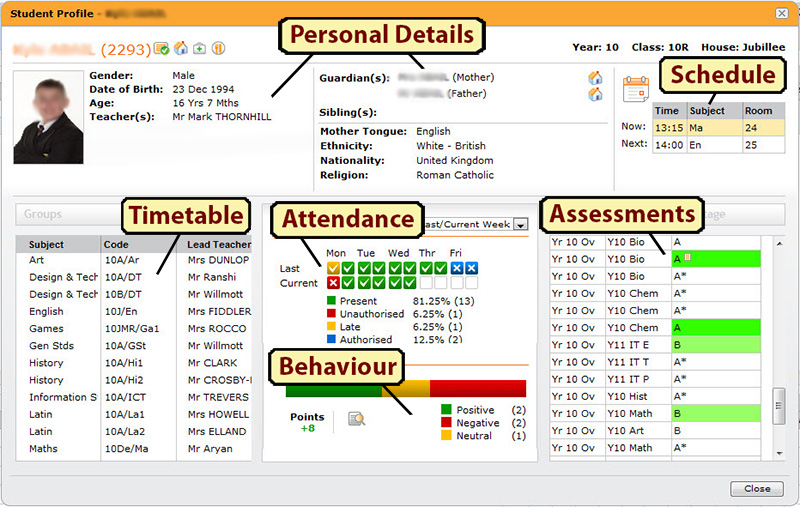 Student Profile -
(2293)
Personal Details
Year: 10 Class: 10R House: Jubillee
Gender: Male
Date of Birth: 23 Dec 1994
Age: 16 Yrs 7 Mths
Teacher(s): Mr Mark THORNHILL
Guardian(s): (Mother)
(Father)
Sibling(s):
Mother Tongue: English
Ethnicity: White - British
Nationality: United Kingdom
Religion: Roman Catholic
Schedule
Time Subject Room
Now: 13:15 Ma 24
Next: 14:00 En 25
Groups
Timetable
Subject Code Lead Teacher
Art 10A/Ar Mrs DUNLOP
Design & Tech 10A/DT Mr Ranshi
Design & Tech 10B/DT Mr Willmott
English 10J/En Mrs FIDDLER
Games 10JMR/Ga1 Mrs ROCCO
Gen Stds 10A/GSt Mr Willmott
History 10A/Hi1 Mr CLARK
History 10A/Hi2 Mr CROSBY-
Information S 10A/ICT Mr TREVERS
Latin 10A/La1 Mrs HOWELL
Latin 10A/La2 Mrs ELLAND
Maths 10De/Ma Mr Aryan
Attendance
ast/Current Week
Mon Tue Wed Thr Fri
Last
Current
Present 81.25% (13)
Unauthorised 6.25% (1)
Late 6.25% (1)
Authorised 12.5% (2)
Behaviour
Points
+8
Positive (2)
Negative (2)
Neutral (1)
Assessments
tage
Yr 10 Ov Y10 Bio A
Yr 10 Ov Y10 Bio A
Yr 10 Ov Y10 Bio A*
Yr 10 Ov Y10 Chem A*
Yr 10 Ov Y10 Chem A*
Yr 10 Ov Y10 Chem A
Yr 10 Ov Y11 IT E B
Yr 10 Ov Y11 IT T A*
Yr 10 Ov Y11 IT P A*
Yr 10 Ov Y10 Hist A*
Yr 10 Ov Y10 Math B
Yr 10 Ov Y10 Art B
Yr 10 Ov Y10 Math A*
Close